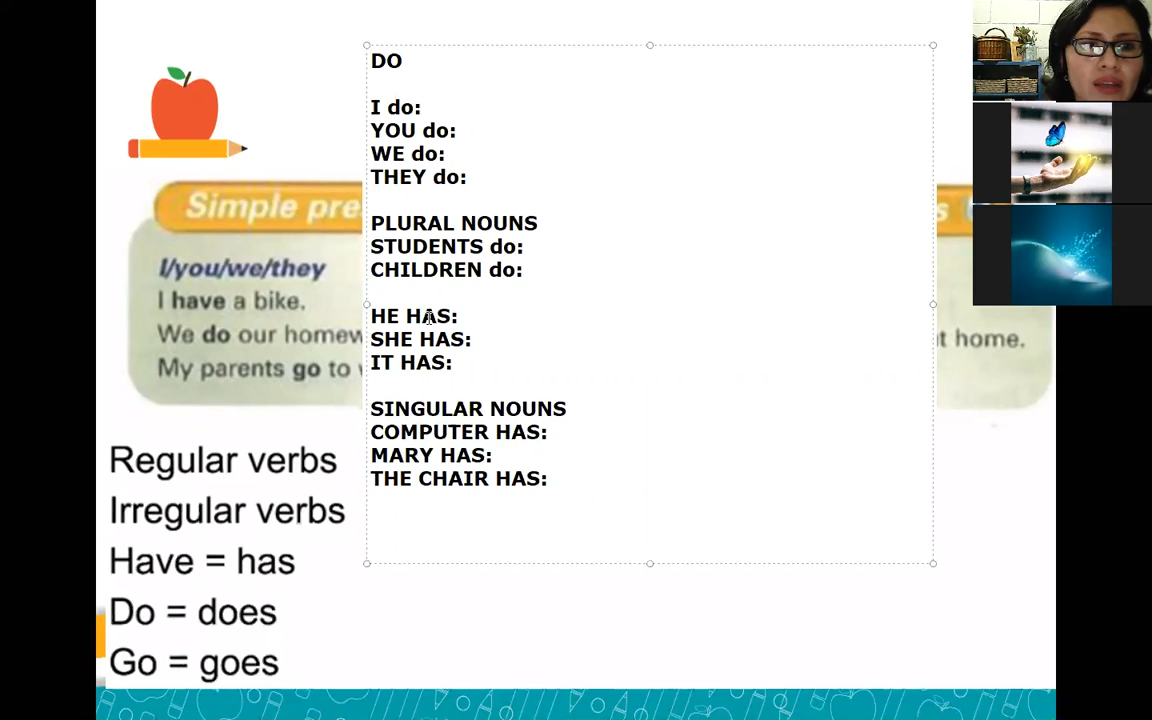 DO
I do:
YOU do:
WE do:
THEY do:
PLURAL NOUNS
STUDENTS do:
CHILDREN do:
HE HAS:
SHE HAS:
IT HAS:
SINGULAR NOUNS
COMPUTER HAS:
MARY HAS:
THE CHAIR HAS:
Simple pre
s
I/you/we/they
I have a bike.
We do our homew
My parents go to
t home.
Regular verbs
Irregular verbs
Have = has
Do = does
Go = goes